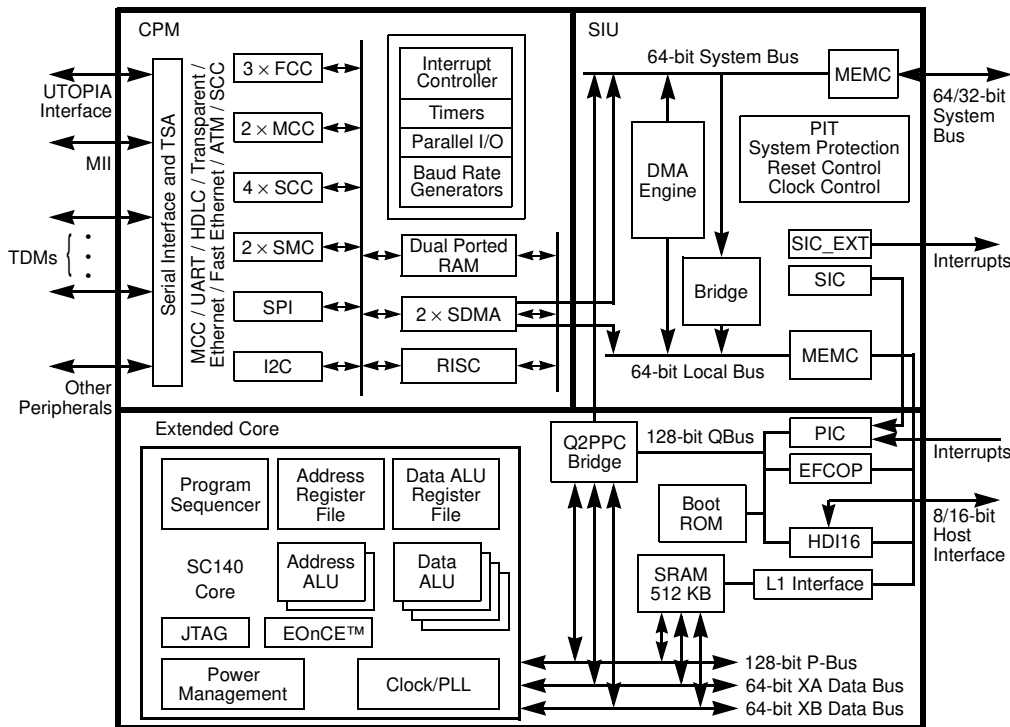 CPM
SIU
UTOPIA
Interface
MII
TDMs
Other
Peripherals
Serial Interface and TSA
MCC / UART / HDLC / Transparent /
Ethernet / Fast Ethernet / ATM / SCC
3 × FCC
2 × MCC
4 × SCC
2 × SMC
SPI
I2C
Interrupt
Controller
Timers
Parallel I/O
Baud Rate
Generators
Dual Ported
RAM
2 × SDMA
RISC
64-bit System Bus
MEMC
64/32-bit
System
Bus
DMA
Engine
PIT
System Protection
Reset Control
Clock Control
Bridge
SIC_EXT
Interrupts
SIC
64-bit Local Bus
MEMC
Extended Core
Program
Sequencer
Address
Register
File
Data ALU
Register
File
SC140
Core
Address
ALU
Data
ALU
JTAG
EOnCE™
Power
Management
Clock/PLL
Q2PPC
Bridge
128-bit QBus
PIC
Interrupts
EFCOP
Boot
ROM
HDI16
8/16-bit
Host
Interface
SRAM
512 KB
L1 Interface
128-bit P-Bus
64-bit XA Data Bus
64-bit XB Data Bus